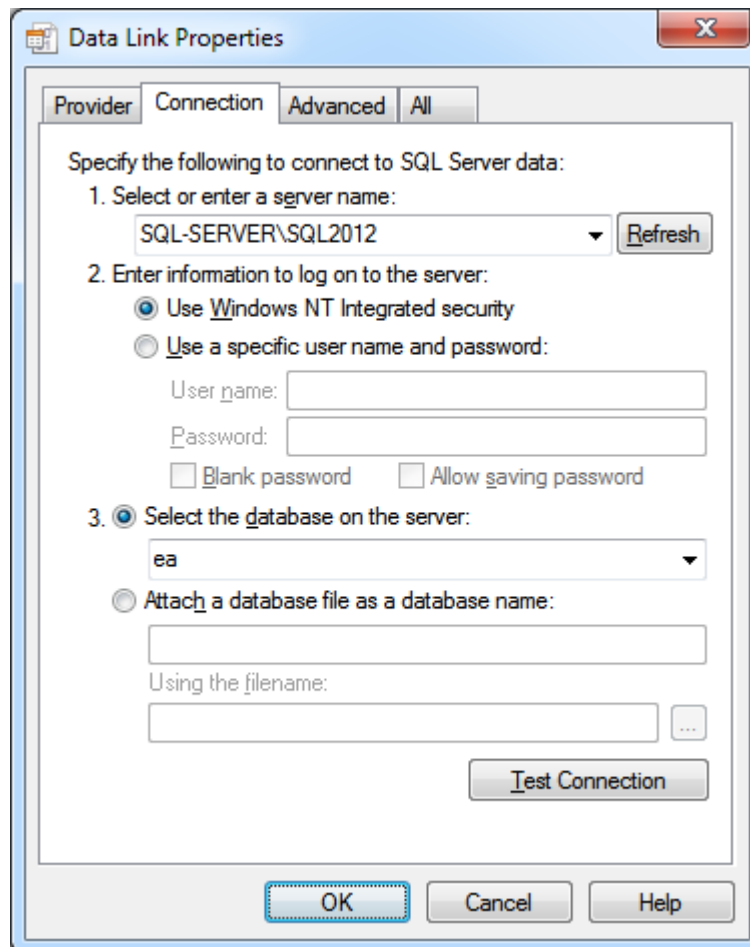 Data Link Properties
Provider Connection Advanced All
Specify the following to connect to SQL Server data:
1. Select or enter a server name:
SQL-SERVER\SQL2012 Refresh
2. Enter information to log on to the server:
Use Windows NT Integrated security
Use a specific user name and password:
User name:
Password:
Blank password Allow saving password
3. Select the database on the server:
ea
Attach a database file as a database name:
Using the filename:
...
Test Connection
OK Cancel Help